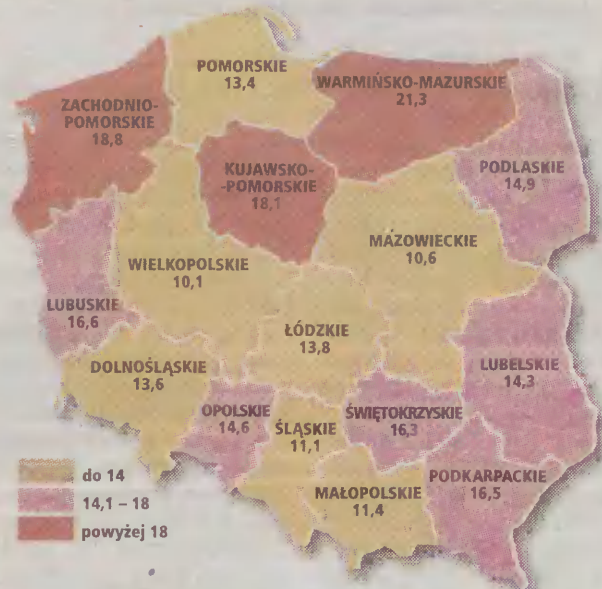 POMORSKIE
13,4
WARMIŃSKO-MAZURSKIE
21,3
ZACHODNIO-
POMORSKIE
18,8
KUJAWSKO-
-POMORSKIE
18,1
PODLASKIE
14,9
MAZOWIECKIE
10,6
WIELKOPOLSKIE
10,1
LUBUSKIE
16,6
ŁÓDZKIE
13,8
DOLNOŚLĄSKIE
13,6
LUBELSKIE
14,3
OPOLSKIE
14,6
ŚLĄSKIE
11,1
ŚWIĘTOKRZYSKIE
16,3
MAŁOPOLSKIE
11,4
PODKARPACKIE
16,5
do 14
14,1 – 18
powyżej 18